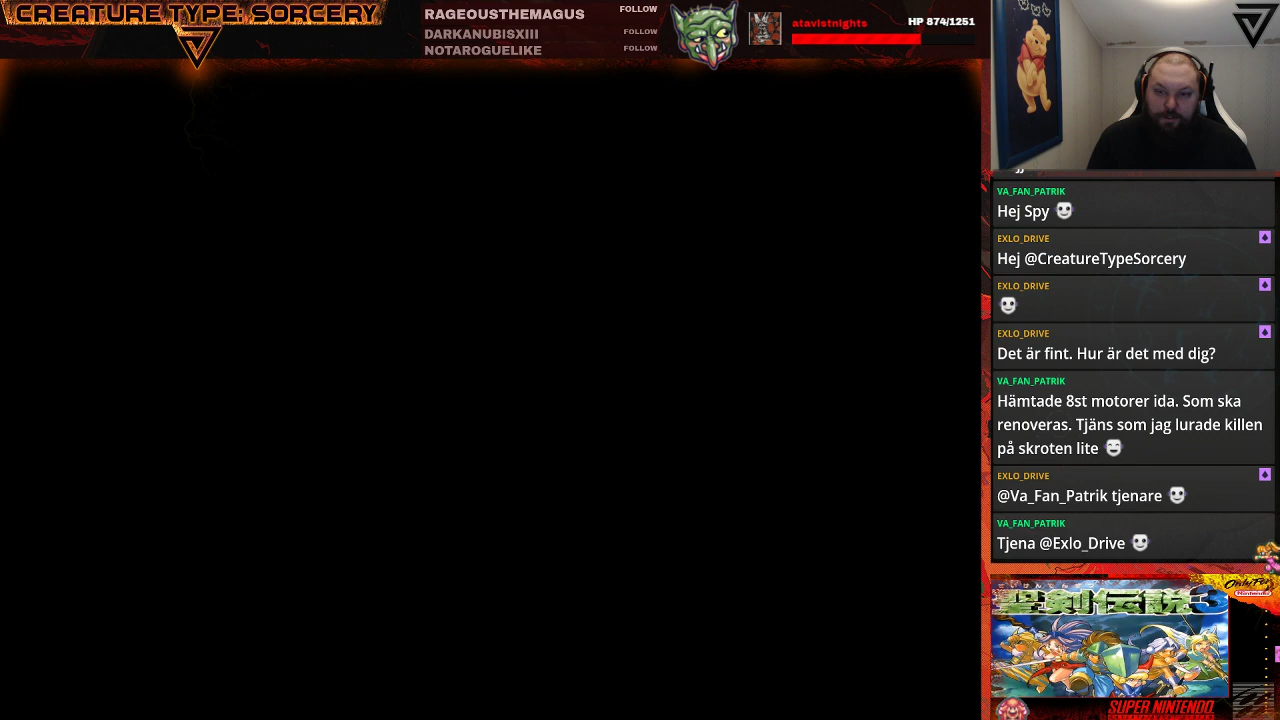 CREATURE TYPE: SORCERY
RAGEOUSTHEMAGUS FOLLOW
DARKANUBISXIII FOLLOW
NOTAROGUELIKE FOLLOW
atavistnights HP 874/1251
VA_FAN_PATRIK
Hej Spy
EXLO_DRIVE
Hej @CreatureTypeSorcery
EXLO_DRIVE
EXLO_DRIVE
Det är fint. Hur är det med dig?
VA_FAN_PATRIK
Hämtade 8st motorer ida. Som ska
renoveras. Tjäns som jag lurade killen
på skroten lite
EXLO_DRIVE
@Va_Fan_Patrik tjenare
VA_FAN_PATRIK
Tjena @Exlo_Drive
Only For
Nintendo
聖剣伝説3
SUPER NINTENDO